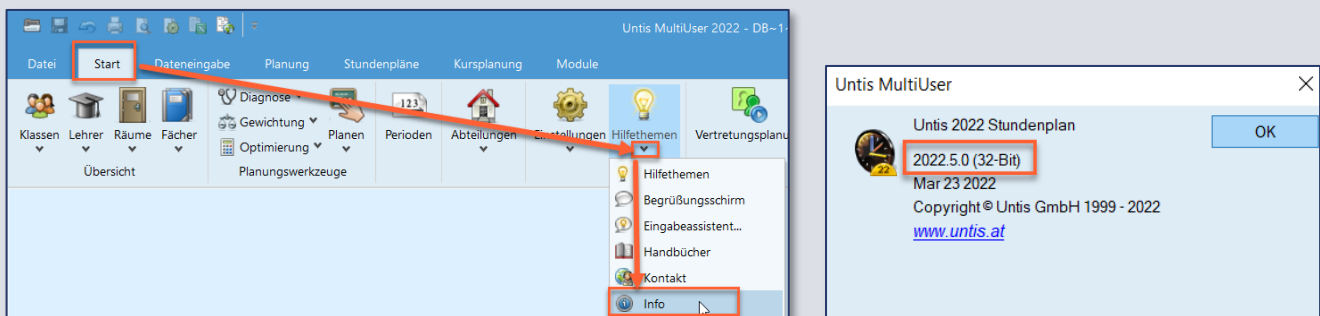 Untis MultiUser 2022 - DB~1-
Datei Start Dateneingabe Planung Stundenpläne Kursplanung Module
Klassen Lehrer Räume Fächer
Übersicht
Diagnose
Gewichtung
Optimierung
Planen
Planungswerkzeuge
123
Perioden
Abteilungen
Einstellungen
Hilfethemen
Vertretungsplanu
Hilfethemen
Begrüßungsschirm
Eingabeassistent...
Handbücher
Kontakt
Info
Untis MultiUser
22
Untis 2022 Stundenplan
2022.5.0 (32-Bit)
Mar 23 2022
Copyright © Untis GmbH 1999 - 2022
www.untis.at
OK